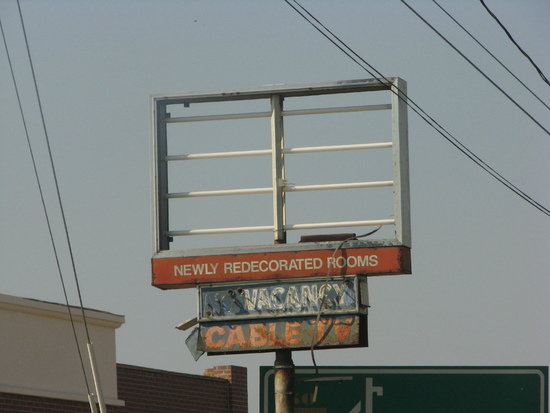 NEWLY REDECORATED ROOMS
VACANCY
CABLE TV